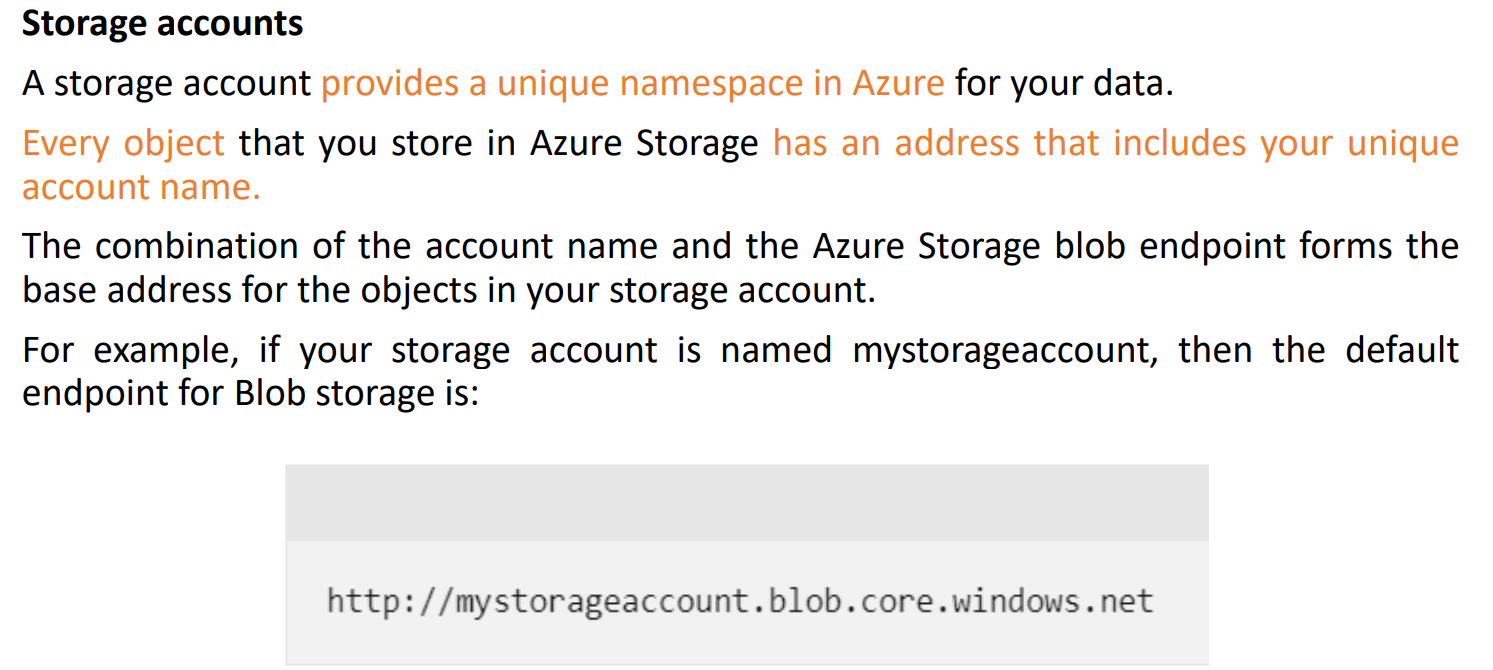 Storage accounts
A storage account provides a unique namespace in Azure for your data.
Every object that you store in Azure Storage has an address that includes your unique
account name.
The combination of the account name and the Azure Storage blob endpoint forms the
base address for the objects in your storage account.
For example, if your storage account is named mystorageaccount, then the default
endpoint for Blob storage is:
http://mystorageaccount.blob.core.windows.net